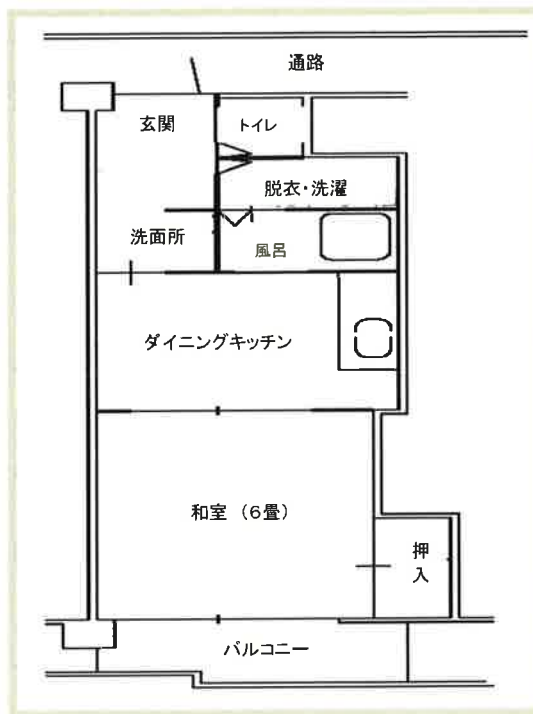 通路
玄関
トイレ
脱衣・洗濯
洗面所
風呂
ダイニングキッチン
和室 （6畳）
押
入
バルコニー